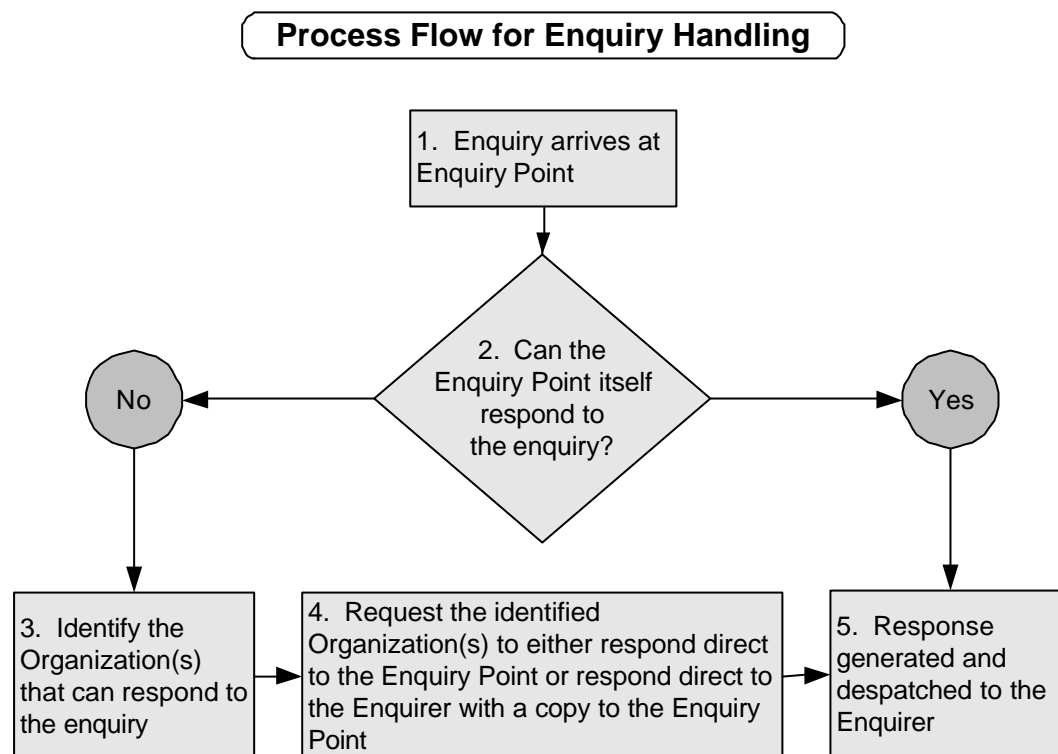 Process Flow for Enquiry Handling
1.  Enquiry arrives at
Enquiry Point
2.  Can the
Enquiry Point itself
respond to
the enquiry?
No
Yes
3.  Identify the
Organization(s)
that can respond to
the enquiry
4.  Request the identified
Organization(s) to either respond direct
to the Enquiry Point or respond direct to
the Enquirer with a copy to the Enquiry
Point
5.  Response
generated and
despatched to the
Enquirer